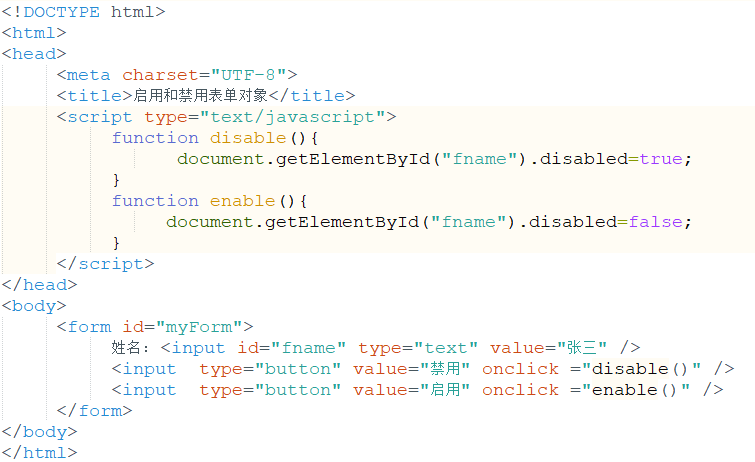 <!DOCTYPE html>
<html>
<head>
<meta charset="UTF-8">
<title>启用和禁用表单对象</title>
<script type="text/javascript">
function disable(){
document.getElementById("fname").disabled=true;
}
function enable(){
document.getElementById("fname").disabled=false;
}
</script>
</head>
<body>
<form id="myForm">
姓名：<input id="fname" type="text" value="张三" />
<input  type="button" value="禁用" onclick ="disable()" />
<input  type="button" value="启用" onclick ="enable()" />
</form>
</body>
</html>